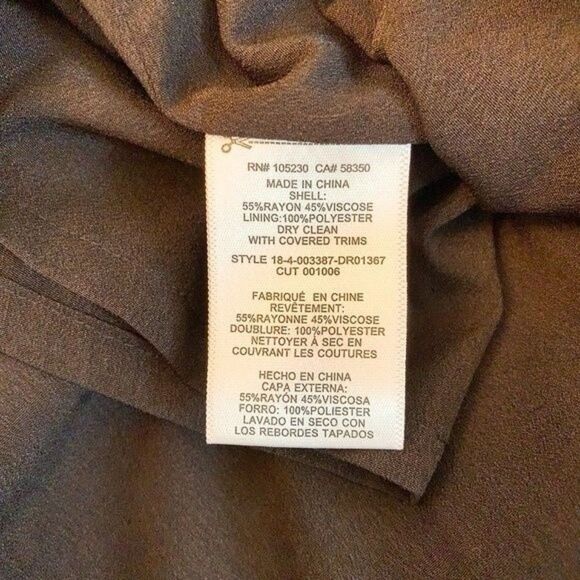 RN# 105230 CA# 58350
MADE IN CHINA
SHELL:
55%RAYON 45%VISCOSE
LINING:100%POLYESTER
DRY CLEAN
WITH COVERED TRIMS
STYLE 18-4-003387-DR01367
CUT 001006
FABRIQUÉ EN CHINE
REVÊTEMENT:
55%RAYONNE 45%VISCOSE
DOUBLURE: 100%POLYESTER
NETTOYER À SEC EN
COUVRANT LES COUTURES
HECHO EN CHINA
CAPA EXTERNA:
55%RAYÓN 45%VISCOSA
FORRO: 100%POLIESTER
LAVADO EN SECO CON
LOS REBORDES TAPADOS